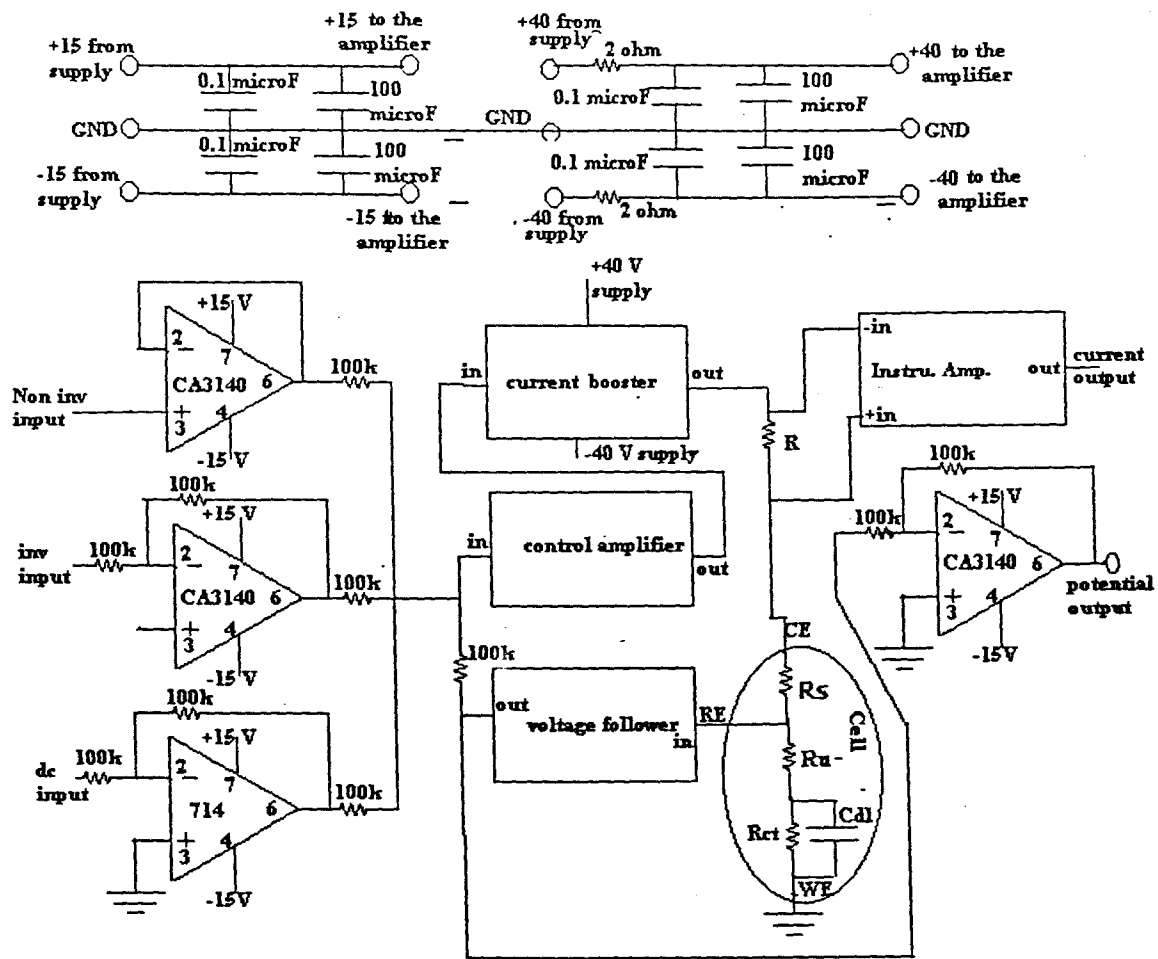 +15 from
supply
+15 to the
amplifier
+40 from
supply
2 ohm
+40 to the
amplifier
0.1 microF
100
microF
0.1 microF
100
microF
GND
GND
GND
0.1 microF
100
microF
0.1 microF
100
microF
-15 from
supply
-15 to the
amplifier
-40 from
supply
2 ohm
-40 to the
amplifier
+15 V
2
7
CA3140
6
4
+
3
-15 V
Non inv
input
100k
+40 V
supply
in
current booster
out
-40 V supply
R
-in
Instru. Amp.
out
+in
current
output
100k
+15 V
inv
input
100k
2
7
CA3140
6
4
+
3
-15 V
100k
in
control amplifier
out
100k
100k
+15 V
2
7
CA3140
6
4
+
3
-15V
potential
output
100k
out
voltage follower
in
RE
CE
Rs
Ru
Rct
Cdl
WE
Cell
100k
+15 V
dc
input
100k
2
7
714
6
4
+
3
-15V
100k